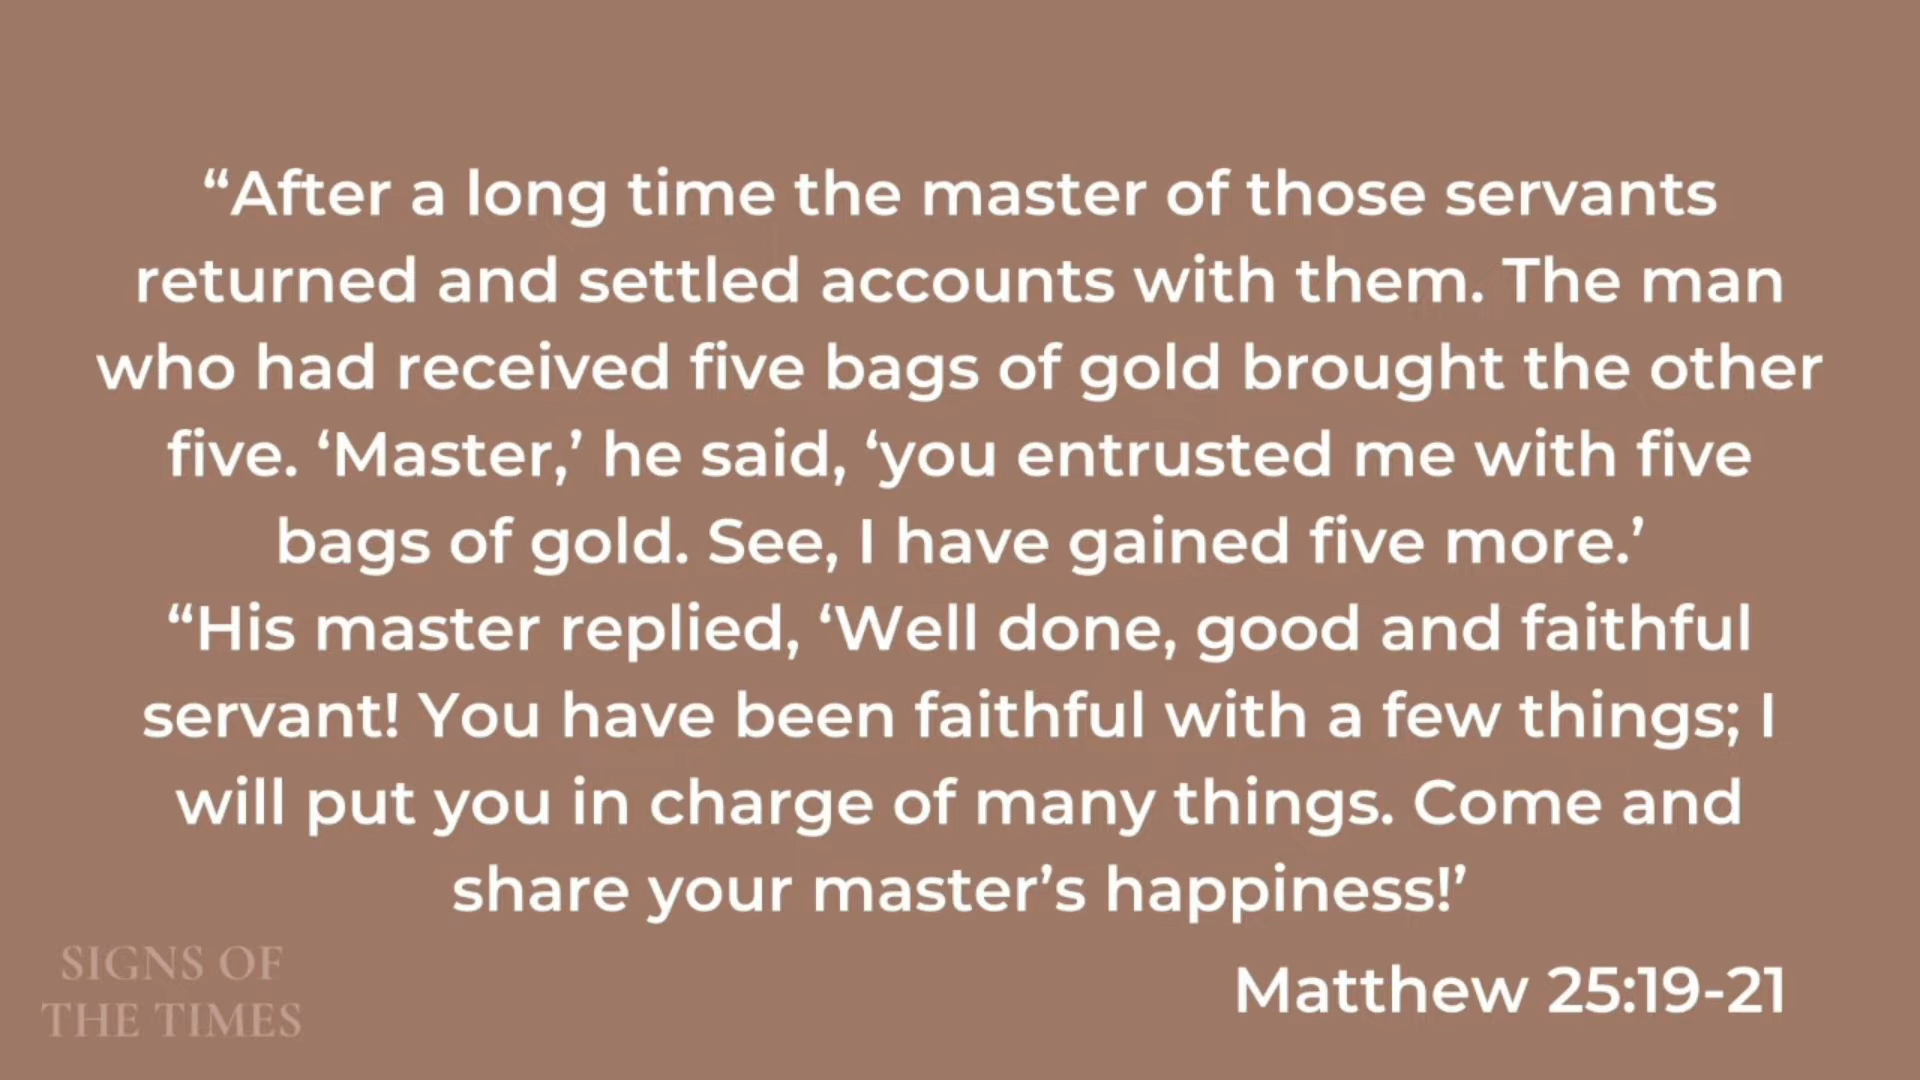 “After a long time the master of those servants
returned and settled accounts with them. The man
who had received five bags of gold brought the other
five. ‘Master,’ he said, ‘you entrusted me with five
bags of gold. See, I have gained five more.’
“His master replied, ‘Well done, good and faithful
servant! You have been faithful with a few things; I
will put you in charge of many things. Come and
share your master’s happiness!’
Matthew 25:19-21
SIGNS OF
THE TIMES